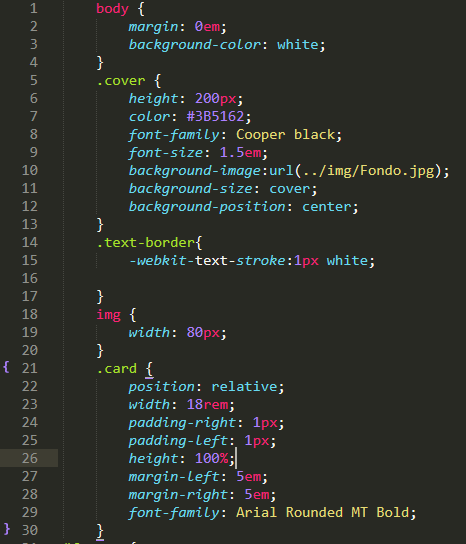 1 body {
2 margin: 0em;
3 background-color: white;
4 }
5 .cover {
6 height: 200px;
7 color: #3B5162;
8 font-family: Cooper black;
9 font-size: 1.5em;
10 background-image:url(../img/Fondo.jpg);
11 background-size: cover;
12 background-position: center;
13 }
14 .text-border{
15 -webkit-text-stroke:1px white;
16
17 }
18 img {
19 width: 80px;
20 }
{ 21 .card {
22 position: relative;
23 width: 18rem;
24 padding-right: 1px;
25 padding-left: 1px;
26 height: 100%;
27 margin-left: 5em;
28 margin-right: 5em;
29 font-family: Arial Rounded MT Bold;
} 30 }